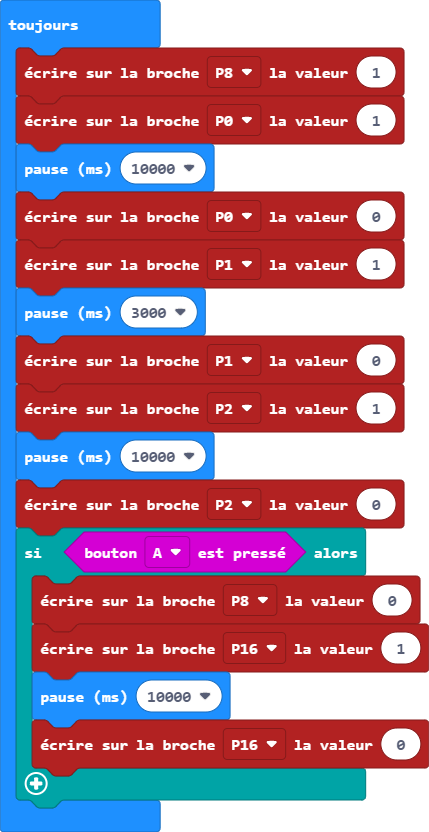 toujours
écrire sur la broche P8 la valeur 1
écrire sur la broche P0 la valeur 1
pause (ms) 10000
écrire sur la broche P0 la valeur 0
écrire sur la broche P1 la valeur 1
pause (ms) 3000
écrire sur la broche P1 la valeur 0
écrire sur la broche P2 la valeur 1
pause (ms) 10000
écrire sur la broche P2 la valeur 0
si bouton A est pressé alors
écrire sur la broche P8 la valeur 0
écrire sur la broche P16 la valeur 1
pause (ms) 10000
écrire sur la broche P16 la valeur 0